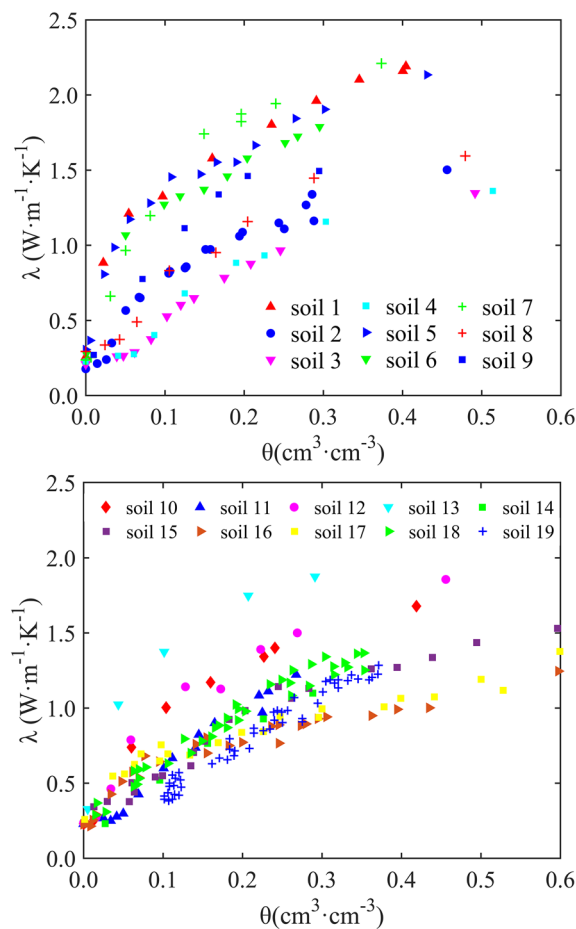 2.5
2.0
1.5
1.0
0.5
0.0
λ (W·m⁻¹·K⁻¹)
soil 1 soil 4 soil 7
soil 2 soil 5 soil 8
soil 3 soil 6 soil 9
0.0 0.1 0.2 0.3 0.4 0.5 0.6
θ(cm³·cm⁻³)
2.5
2.0
1.5
1.0
0.5
0.0
λ (W·m⁻¹·K⁻¹)
soil 10 soil 11 soil 12 soil 13 soil 14
soil 15 soil 16 soil 17 soil 18 soil 19
0.0 0.1 0.2 0.3 0.4 0.5 0.6
θ(cm³·cm⁻³)